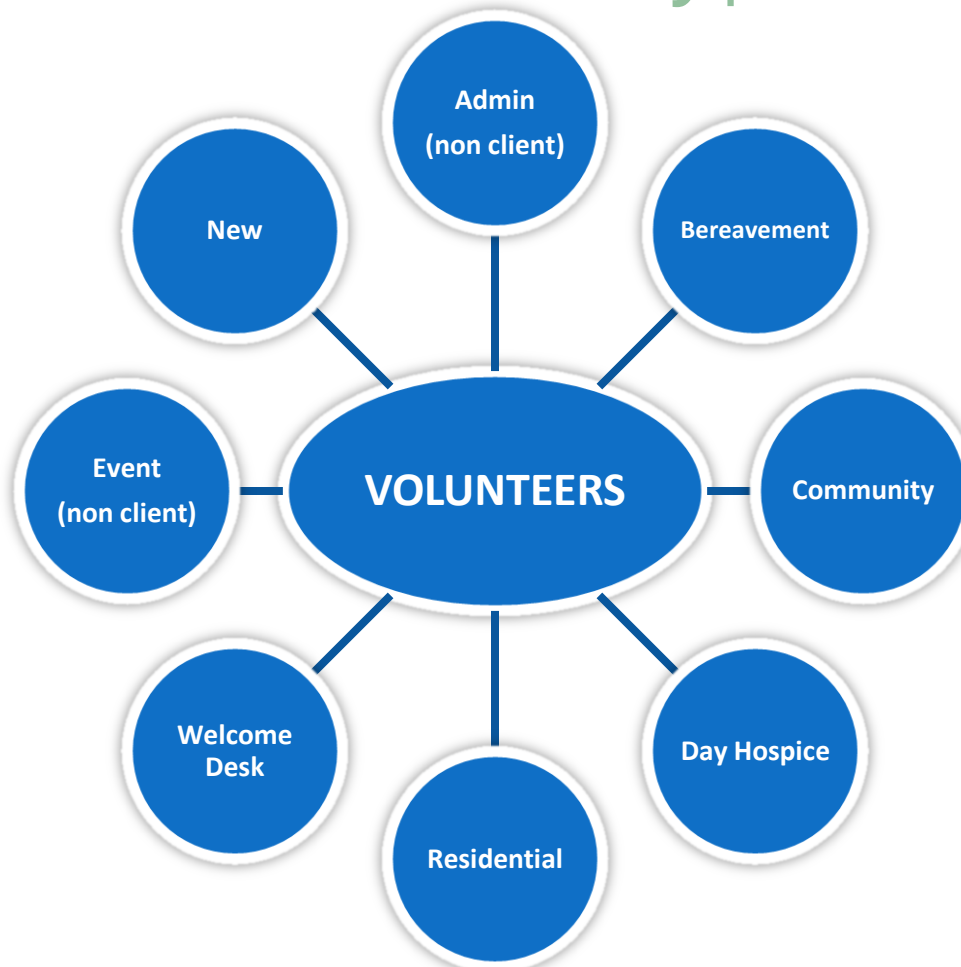 Admin
(non client)
New
Bereavement
Event
(non client)
VOLUNTEERS
Community
Welcome
Desk
Day Hospice
Residential